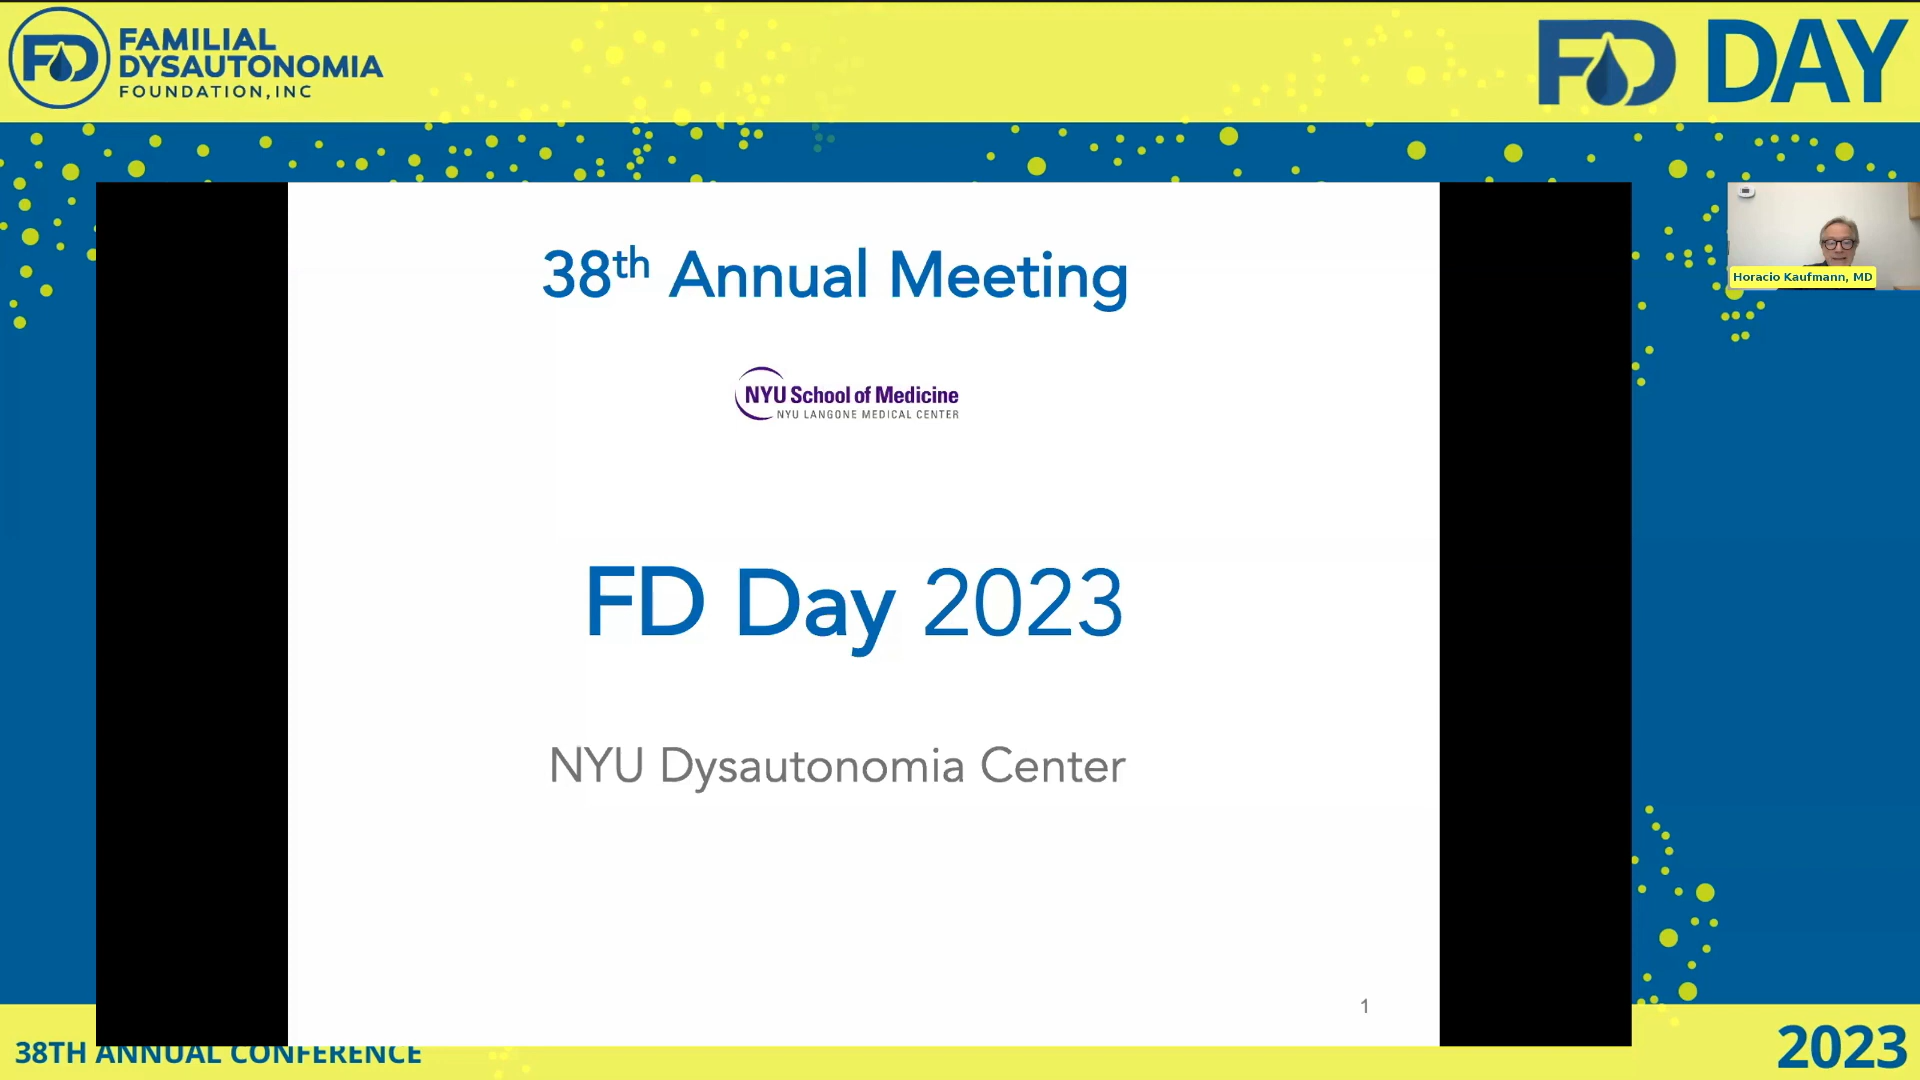 FD
FAMILIAL
DYSAUTONOMIA
FOUNDATION, INC
FD DAY
38th Annual Meeting
NYU School of Medicine
NYU LANGONE MEDICAL CENTER
Horacio Kaufmann, MD
FD Day 2023
NYU Dysautonomia Center
1
38TH ANNUAL CONFERENCE
2023